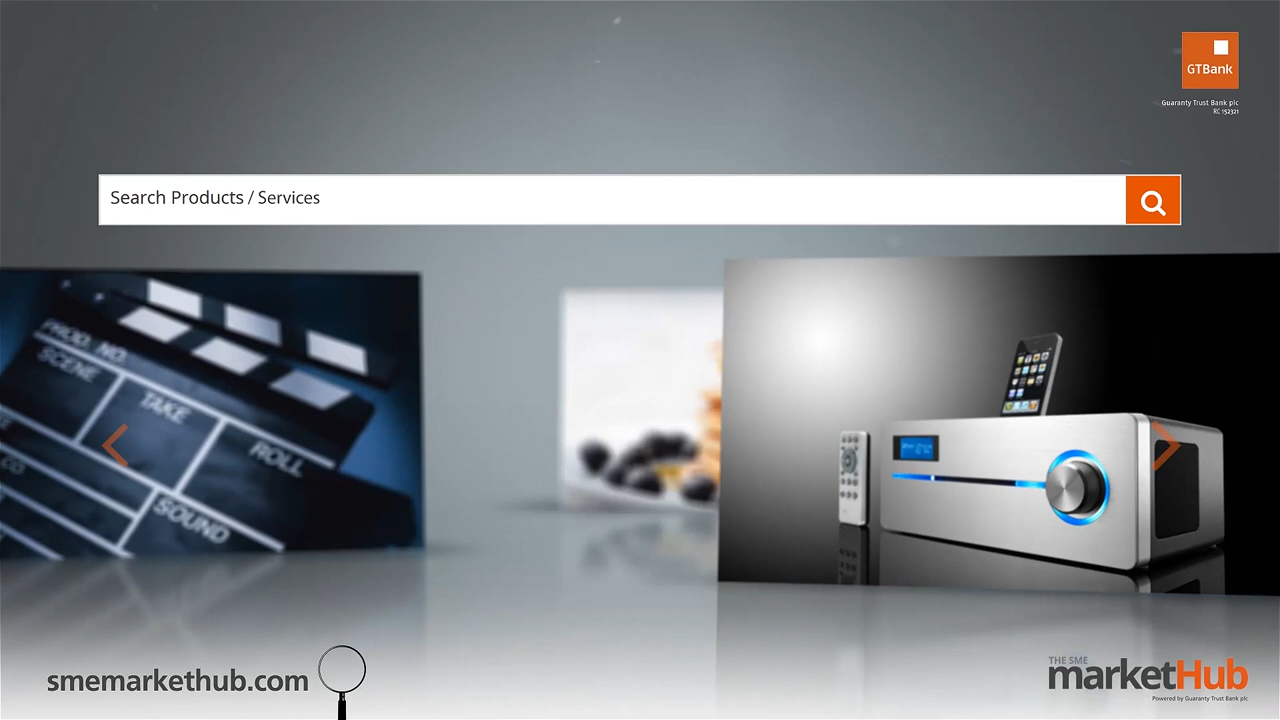 GTBank
Guaranty Trust Bank plc
RC 152321
Search Products / Services
PROD. NO.
SCENE
TAKE
ROLL
SOUND
CO.
smemarkethub.com
THE SME
marketHub
Powered by Guaranty Trust Bank plc